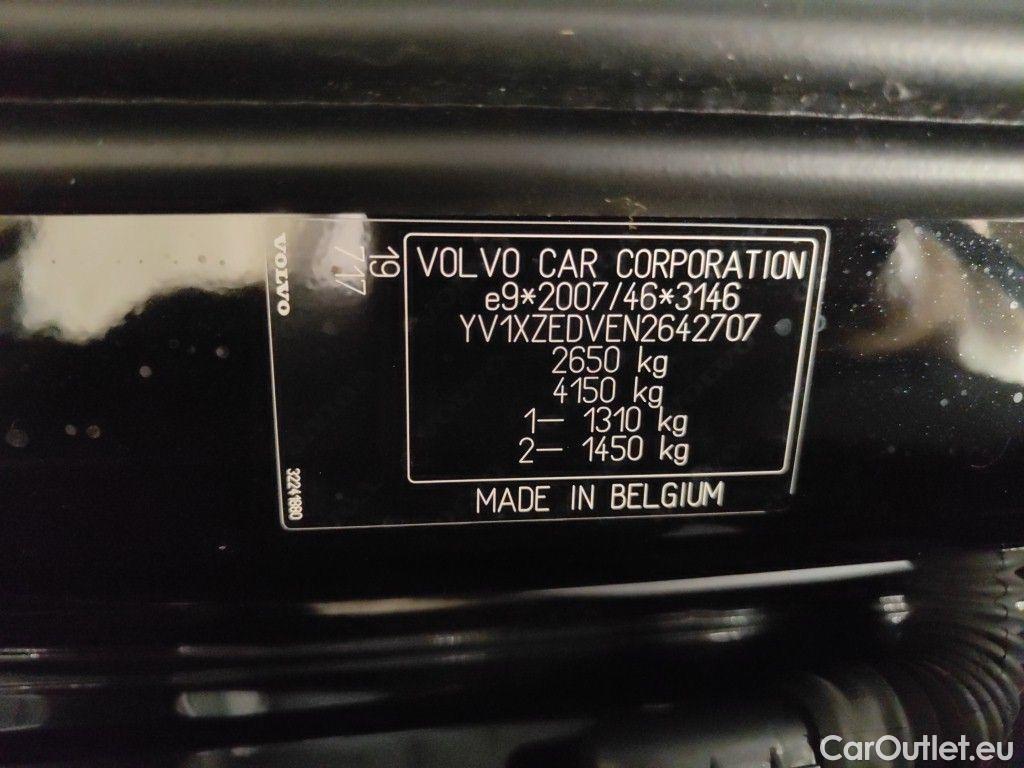 VOLVO
19
717
VOLVO CAR CORPORATION
e9*2007/46*3146
YV1XZEDVEN2642707
2650 kg
4150 kg
1— 1310 kg
2— 1450 kg
MADE IN BELGIUM
32241880
CarOutlet.eu